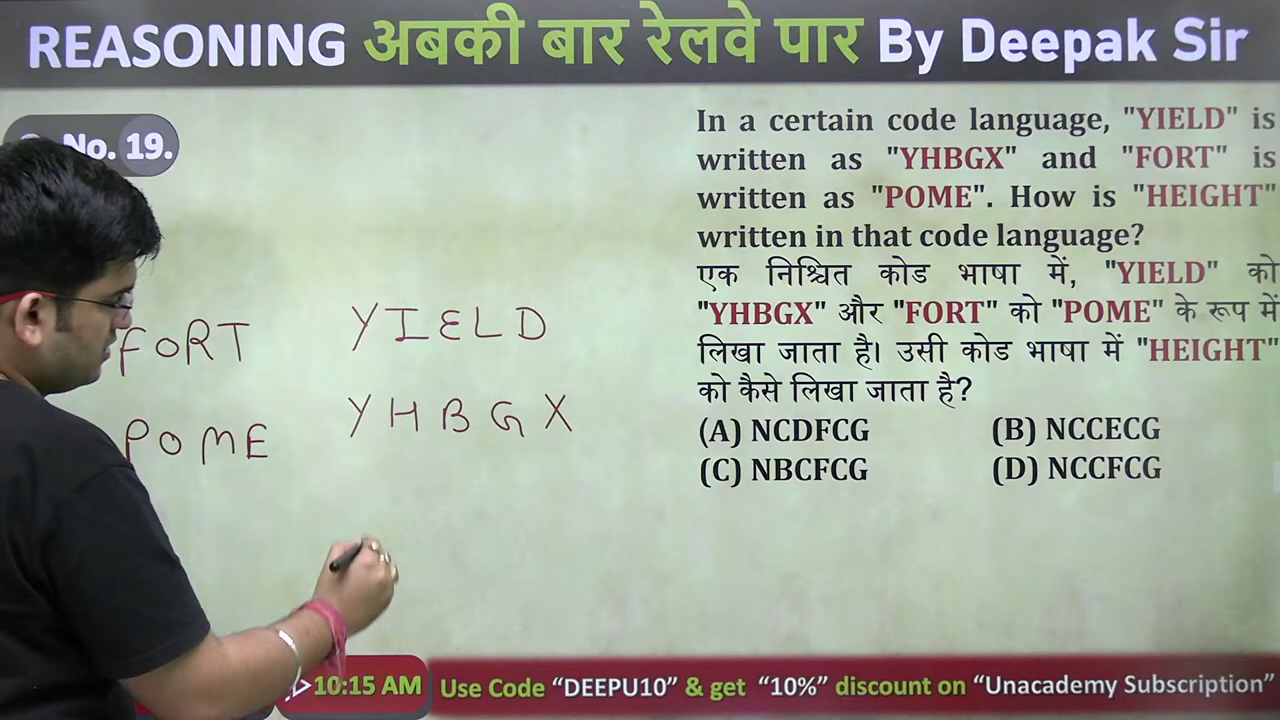 REASONING अबकी बार रेलवे पार By Deepak Sir
No. 19.
In a certain code language, "YIELD" is
written as "YHBGX" and "FORT" is
written as "POME". How is "HEIGHT"
written in that code language?
एक निश्चित कोड भाषा में, "YIELD" को
"YHBGX" और "FORT" को "POME" के रूप में
लिखा जाता है। उसी कोड भाषा में "HEIGHT"
को कैसे लिखा जाता है?
(A) NCDFCG (B) NCCECG
(C) NBCFCG (D) NCCFCG
FORT YIELD
POME YHBGX
10:15 AM Use Code “DEEPU10” & get “10%” discount on “Unacademy Subscription”